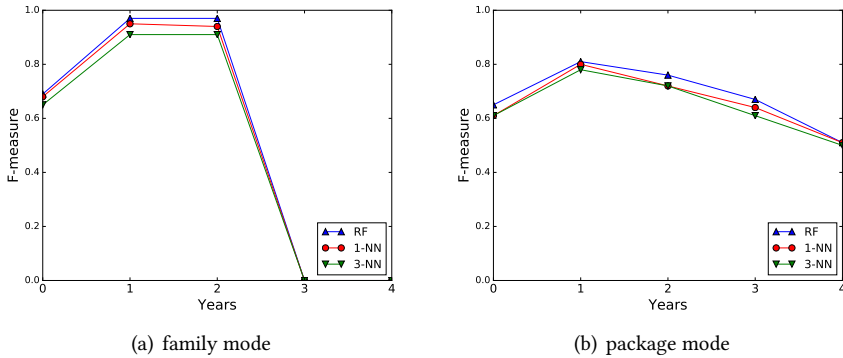 1.0
0.8
0.6
0.4
0.2
0.0
F-measure
0 1 2 3 4
Years
RF
1-NN
3-NN
(a) family mode
1.0
0.8
0.6
0.4
0.2
0.0
F-measure
0 1 2 3 4
Years
RF
1-NN
3-NN
(b) package mode